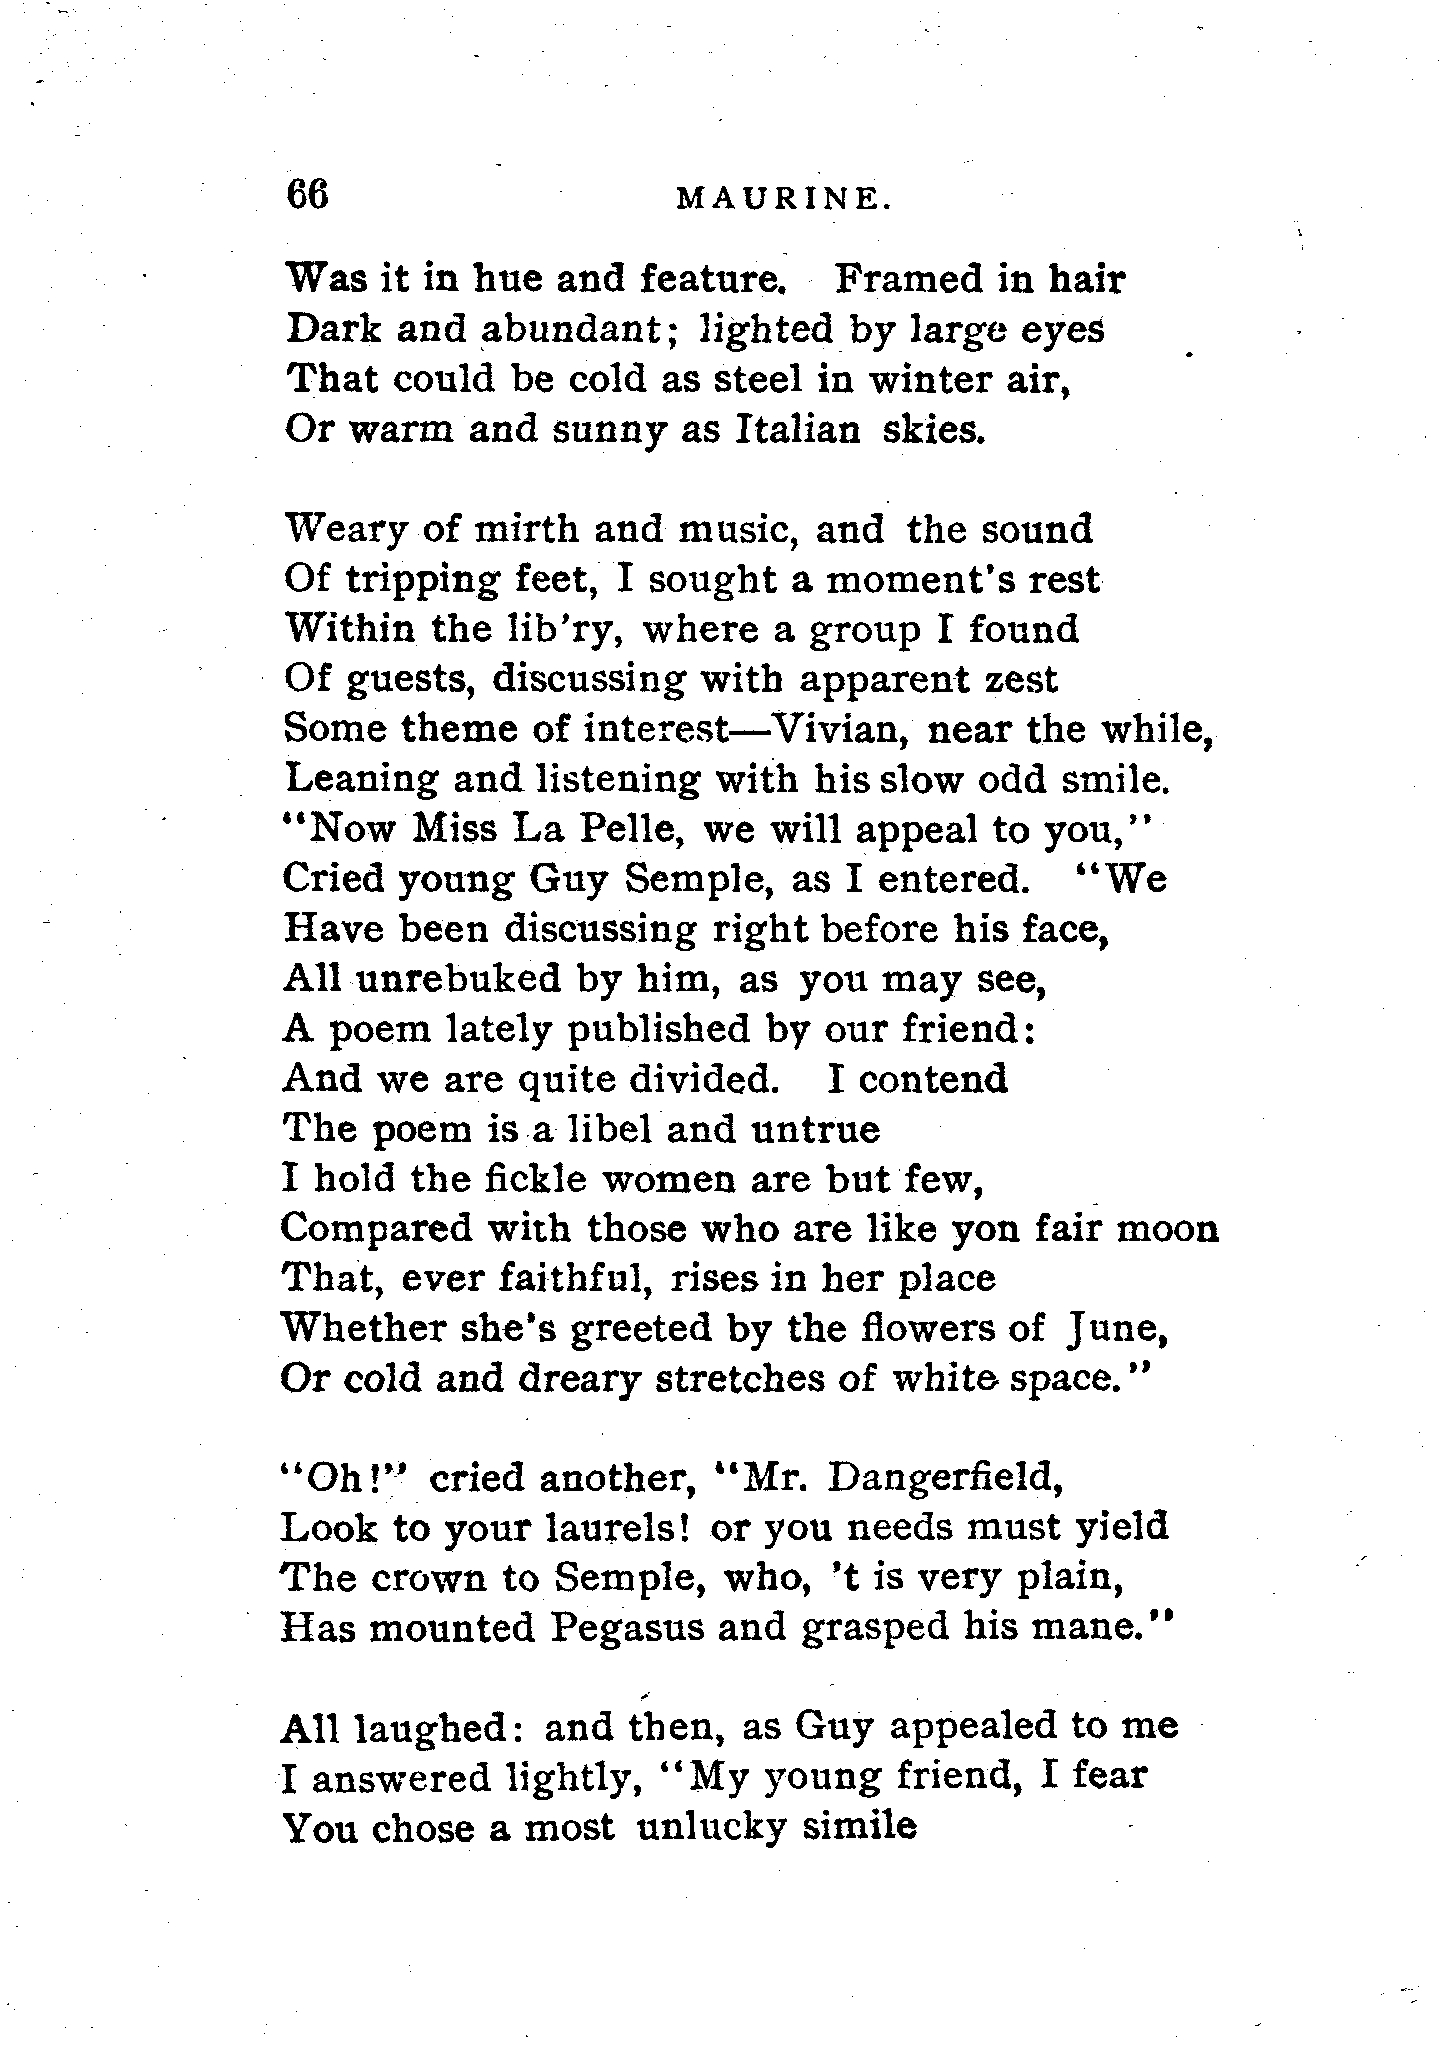 66 MAURINE.
Was it in hue and feature. Framed in hair
Dark and abundant; lighted by large eyes
That could be cold as steel in winter air,
Or warm and sunny as Italian skies.
Weary of mirth and music, and the sound
Of tripping feet, I sought a moment's rest
Within the lib'ry, where a group I found
Of guests, discussing with apparent zest
Some theme of interest—Vivian, near the while,
Leaning and listening with his slow odd smile.
"Now Miss La Pelle, we will appeal to you,"
Cried young Guy Semple, as I entered. "We
Have been discussing right before his face,
All unrebuked by him, as you may see,
A poem lately published by our friend:
And we are quite divided. I contend
The poem is a libel and untrue
I hold the fickle women are but few,
Compared with those who are like yon fair moon
That, ever faithful, rises in her place
Whether she's greeted by the flowers of June,
Or cold and dreary stretches of white space."
"Oh!" cried another, "Mr. Dangerfield,
Look to your laurels! or you needs must yield
The crown to Semple, who, 't is very plain,
Has mounted Pegasus and grasped his mane."
All laughed: and then, as Guy appealed to me
I answered lightly, "My young friend, I fear
You chose a most unlucky simile